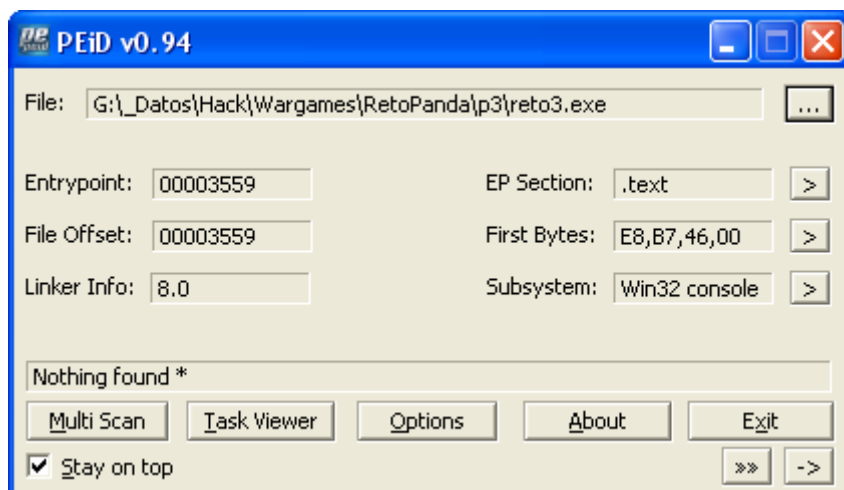 PEiD v0.94
File: G:\_Datos\Hack\Wargames\RetoPanda\p3\reto3.exe ...
Entrypoint: 00003559 EP Section: .text >
File Offset: 00003559 First Bytes: E8,B7,46,00 >
Linker Info: 8.0 Subsystem: Win32 console >
Nothing found *
Multi Scan Task Viewer Options About Exit
Stay on top »» ->